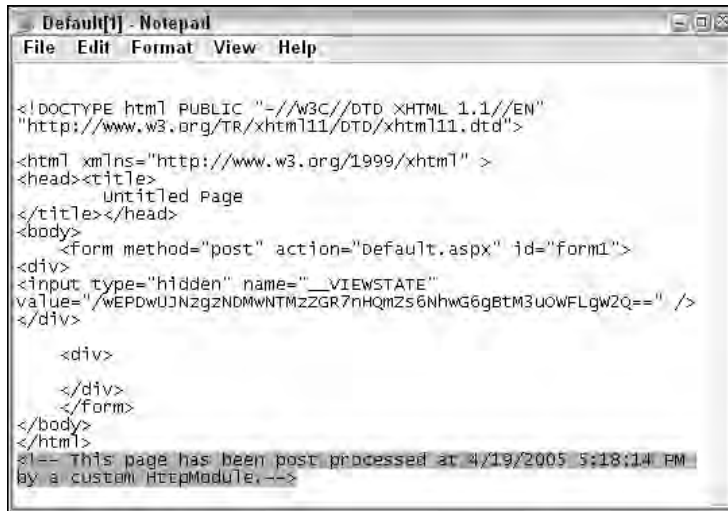 Default[1] - Notepad
File Edit Format View Help
<!DOCTYPE html PUBLIC "-//W3C//DTD XHTML 1.1//EN"
"http://www.w3.org/TR/xhtml11/DTD/xhtml11.dtd">
<html xmlns="http://www.w3.org/1999/xhtml" >
<head><title>
Untitled Page
</title></head>
<body>
<form method="post" action="Default.aspx" id="form1">
<div>
<input type="hidden" name="__VIEWSTATE"
value="/wEPDwUJNzgzNDMwNTMzZGR7nHQmZs6NhwG6gBtM3uOwFLgw2Q==" />
</div>
<div>
</div>
</form>
</body>
</html>
<!-- This page has been post processed at 4/19/2005 5:18:14 PM
by a custom HttpModule.-->